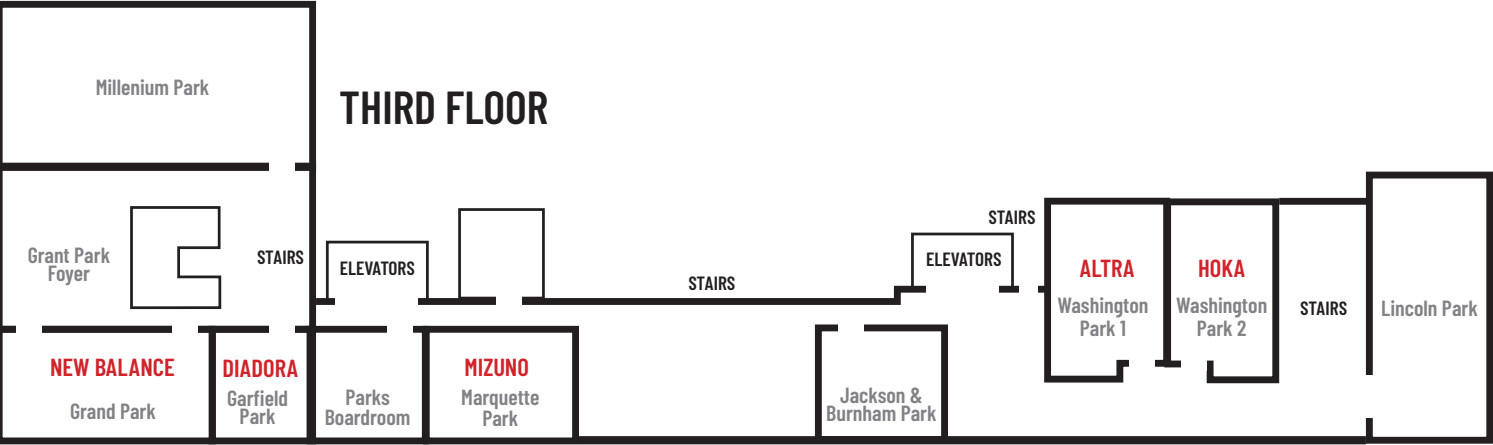 Millenium Park
THIRD FLOOR
Grant Park
Foyer
STAIRS
ELEVATORS
STAIRS
STAIRS
ELEVATORS
ALTRA
Washington
Park 1
HOKA
Washington
Park 2
STAIRS
Lincoln Park
NEW BALANCE
Grand Park
DIADORA
Garfield
Park
Parks
Boardroom
MIZUNO
Marquette
Park
Jackson &
Burnham Park